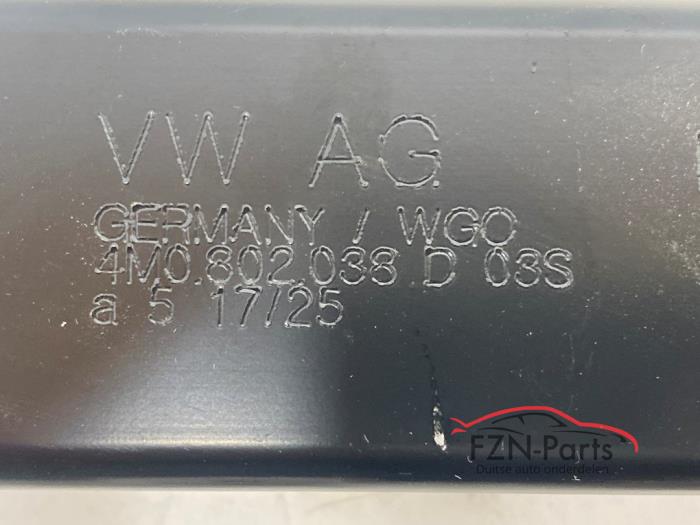 VW AG
GERMANY / WGO
4M0.802.038 D 03S
a 5 17/25
FZN-Parts
Duitse auto onderdelen